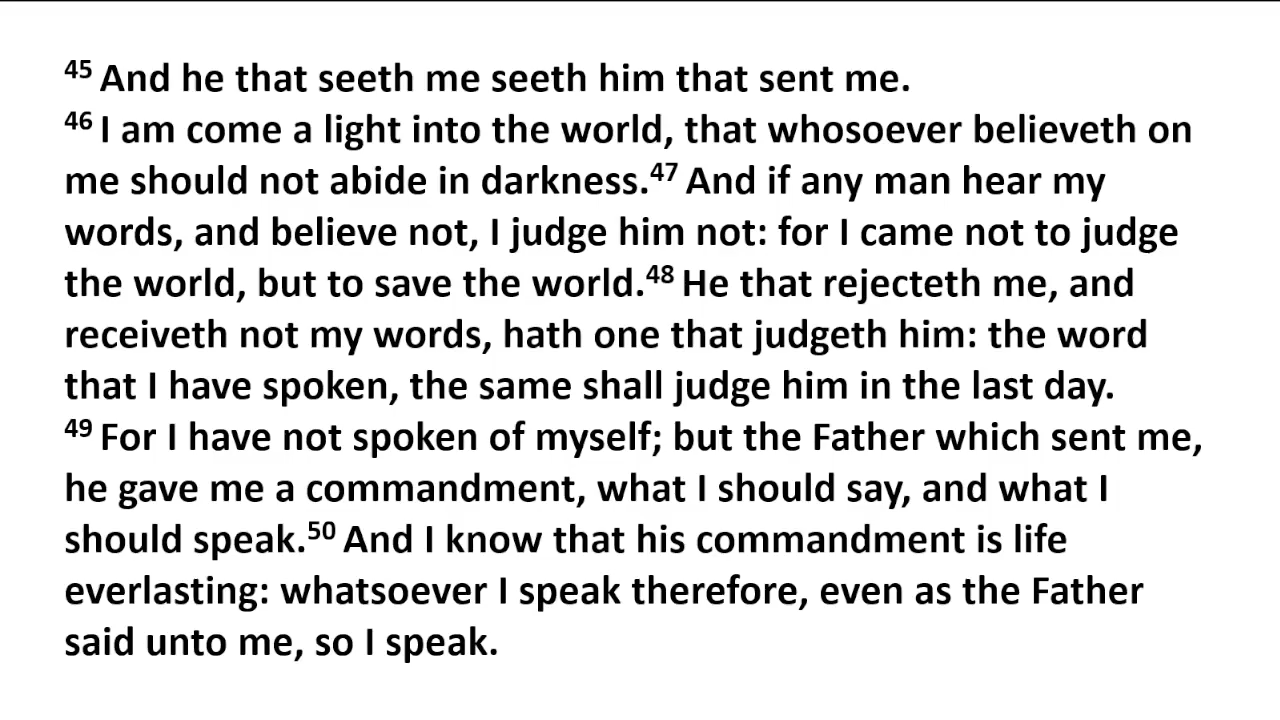 45 And he that seeth me seeth him that sent me.
46 I am come a light into the world, that whosoever believeth on
me should not abide in darkness.47 And if any man hear my
words, and believe not, I judge him not: for I came not to judge
the world, but to save the world.48 He that rejecteth me, and
receiveth not my words, hath one that judgeth him: the word
that I have spoken, the same shall judge him in the last day.
49 For I have not spoken of myself; but the Father which sent me,
he gave me a commandment, what I should say, and what I
should speak.50 And I know that his commandment is life
everlasting: whatsoever I speak therefore, even as the Father
said unto me, so I speak.